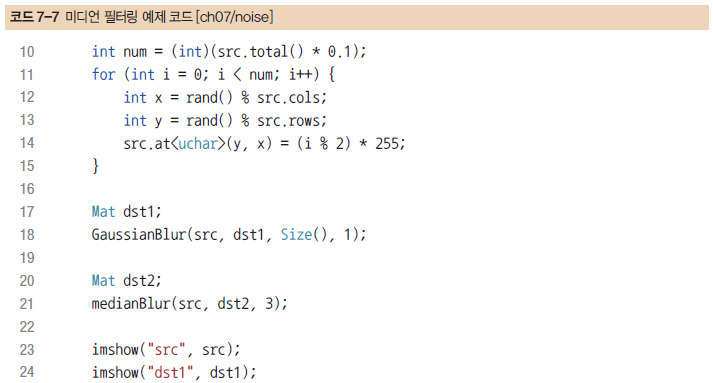 코드 7-7 미디언 필터링 예제 코드 [ch07/noise]
10 int num = (int)(src.total() * 0.1);
11 for (int i = 0; i < num; i++) {
12 int x = rand() % src.cols;
13 int y = rand() % src.rows;
14 src.at<uchar>(y, x) = (i % 2) * 255;
15 }
16
17 Mat dst1;
18 GaussianBlur(src, dst1, Size(), 1);
19
20 Mat dst2;
21 medianBlur(src, dst2, 3);
22
23 imshow("src", src);
24 imshow("dst1", dst1);